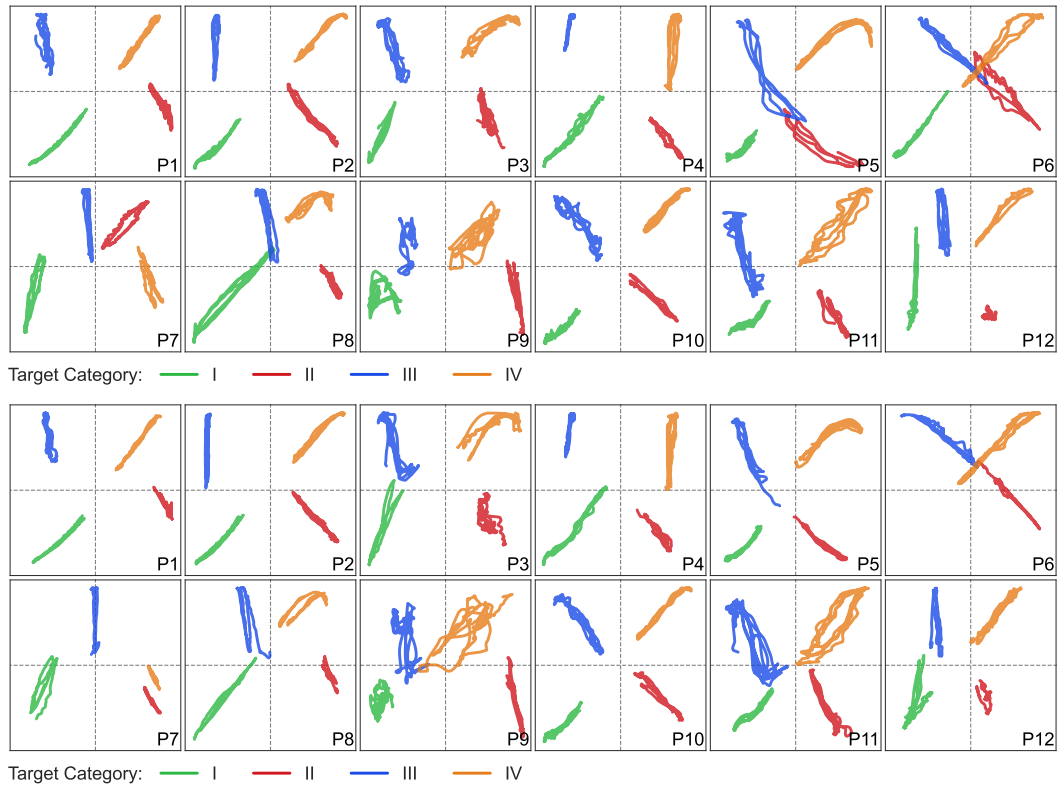 P1 P2 P3 P4 P5 P6
P7 P8 P9 P10 P11 P12
Target Category: I II III IV
P1 P2 P3 P4 P5 P6
P7 P8 P9 P10 P11 P12
Target Category: I II III IV